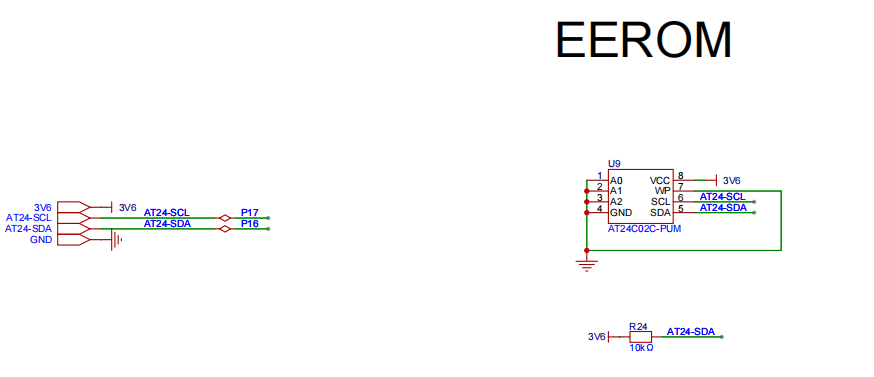 EEROM
U9
1 A0 VCC 8 3V6
2 A1 WP 7
3 A2 SCL 6 AT24-SCL
4 GND SDA 5 AT24-SDA
AT24C02C-PUM
3V6 3V6
AT24-SCL AT24-SCL P17
AT24-SDA AT24-SDA P16
GND
R24
3V6 AT24-SDA
10kΩ